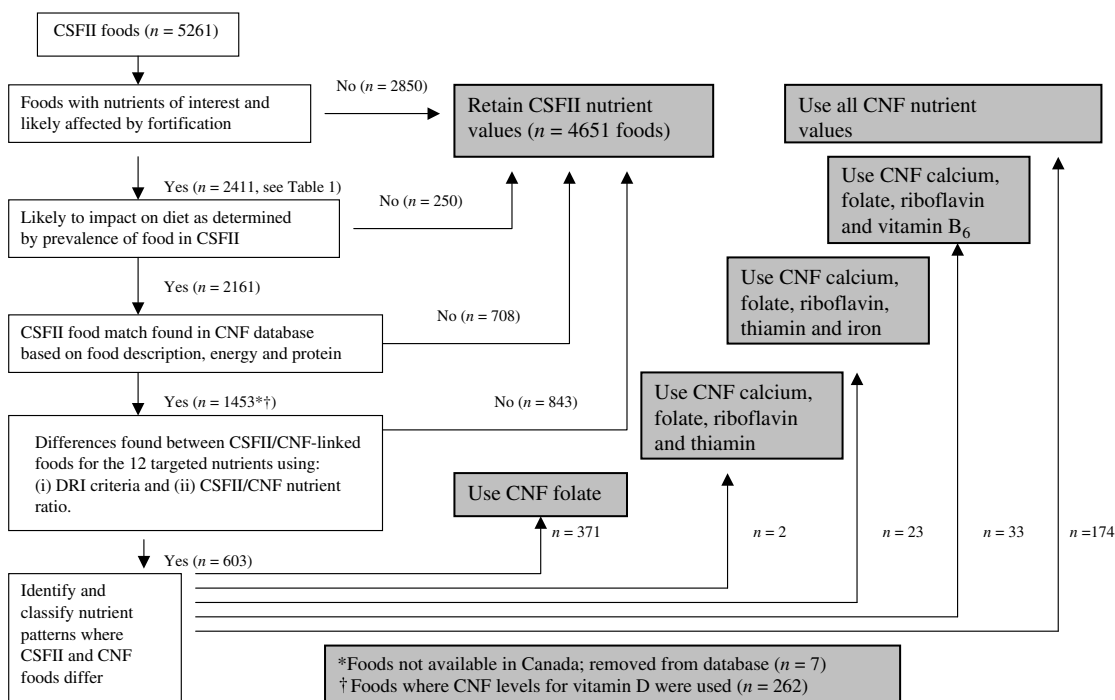 CSFII foods (n = 5261)
Foods with nutrients of interest and
likely affected by fortification
No (n = 2850)
Retain CSFII nutrient
values (n = 4651 foods)
Use all CNF nutrient
values
Yes (n = 2411, see Table 1)
Likely to impact on diet as determined
by prevalence of food in CSFII
No (n = 250)
Use CNF calcium,
folate, riboflavin
and vitamin B6
Yes (n = 2161)
Use CNF calcium,
folate, riboflavin,
thiamin and iron
CSFII food match found in CNF database
based on food description, energy and protein
No (n = 708)
Yes (n = 1453*†)
No (n = 843)
Use CNF calcium,
folate, riboflavin
and thiamin
Differences found between CSFII/CNF-linked
foods for the 12 targeted nutrients using:
(i) DRI criteria and (ii) CSFII/CNF nutrient
ratio.
Use CNF folate
n = 371
n = 2
n = 23
n = 33
n =174
Yes (n = 603)
Identify and
classify nutrient
patterns where
CSFII and CNF
foods differ
*Foods not available in Canada; removed from database (n = 7)
†Foods where CNF levels for vitamin D were used (n = 262)